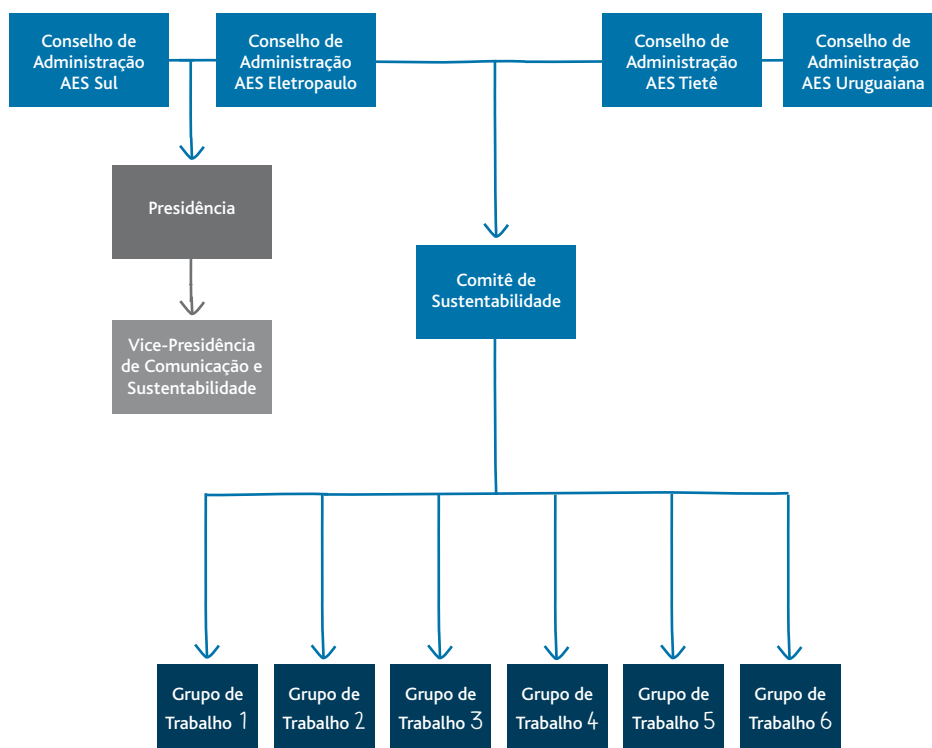 Conselho de
Administração
AES Sul
Conselho de
Administração
AES Eletropaulo
Conselho de
Administração
AES Tietê
Conselho de
Administração
AES Uruguaiana
Presidência
Comitê de
Sustentabilidade
Vice-Presidência
de Comunicação e
Sustentabilidade
Grupo de
Trabalho 1
Grupo de
Trabalho 2
Grupo de
Trabalho 3
Grupo de
Trabalho 4
Grupo de
Trabalho 5
Grupo de
Trabalho 6